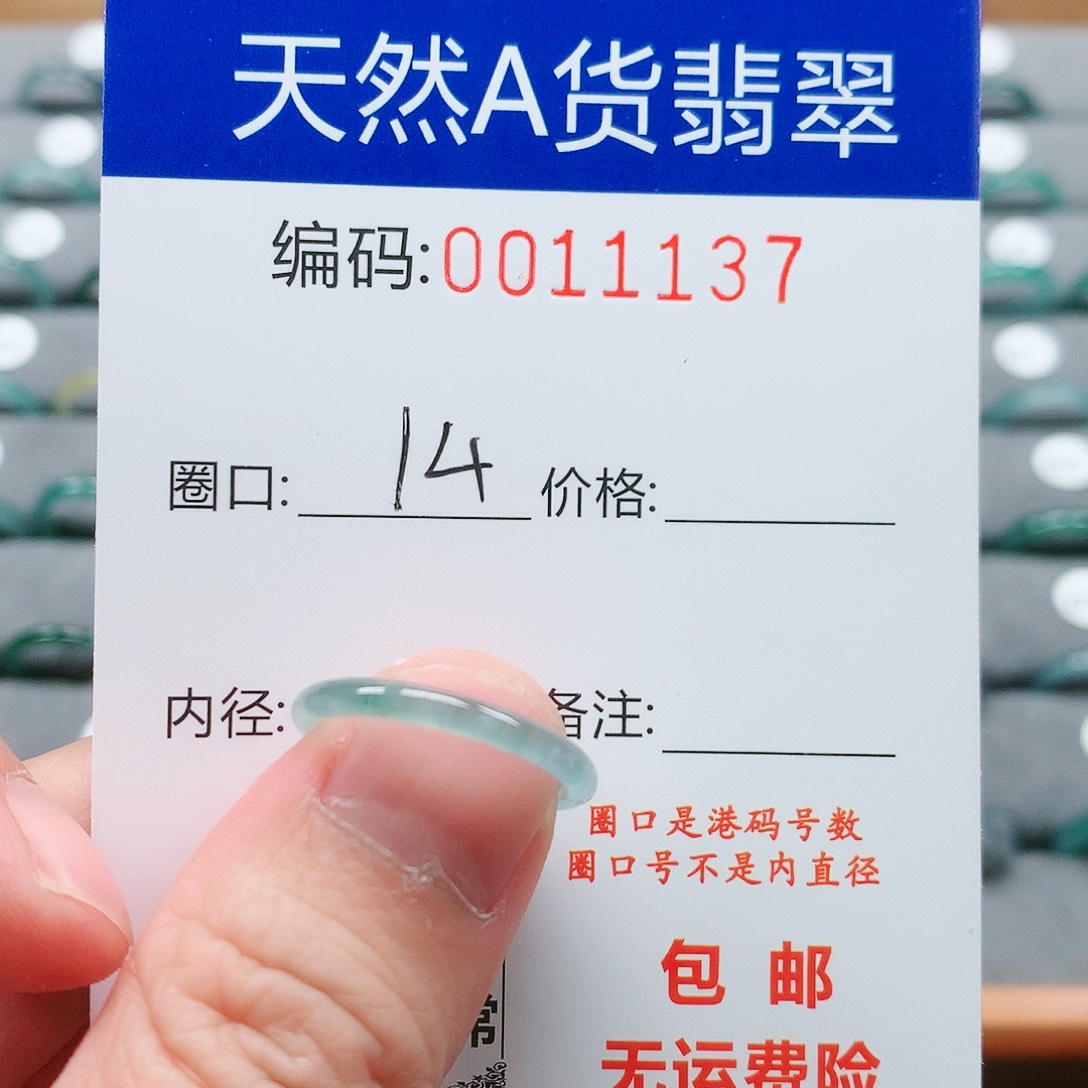 天然A货翡翠
编码:0011137
圈口: 14 价格:
内径: 备注:
圈口是港码号数
圈口号不是内直径
包邮
无运费险
常